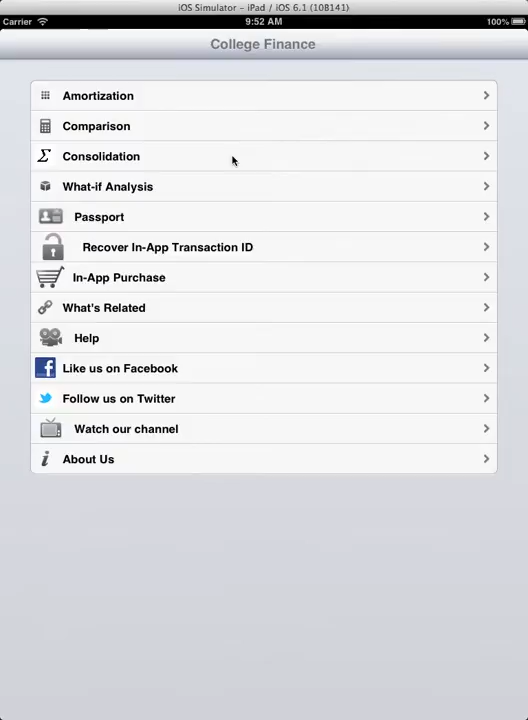 iOS Simulator - iPad / iOS 6.1 (10B141)
Carrier 9:52 AM 100%
College Finance
Amortization
Comparison
Σ Consolidation
What-if Analysis
Passport
Recover In-App Transaction ID
In-App Purchase
What's Related
Help
f Like us on Facebook
Follow us on Twitter
Watch our channel
i About Us